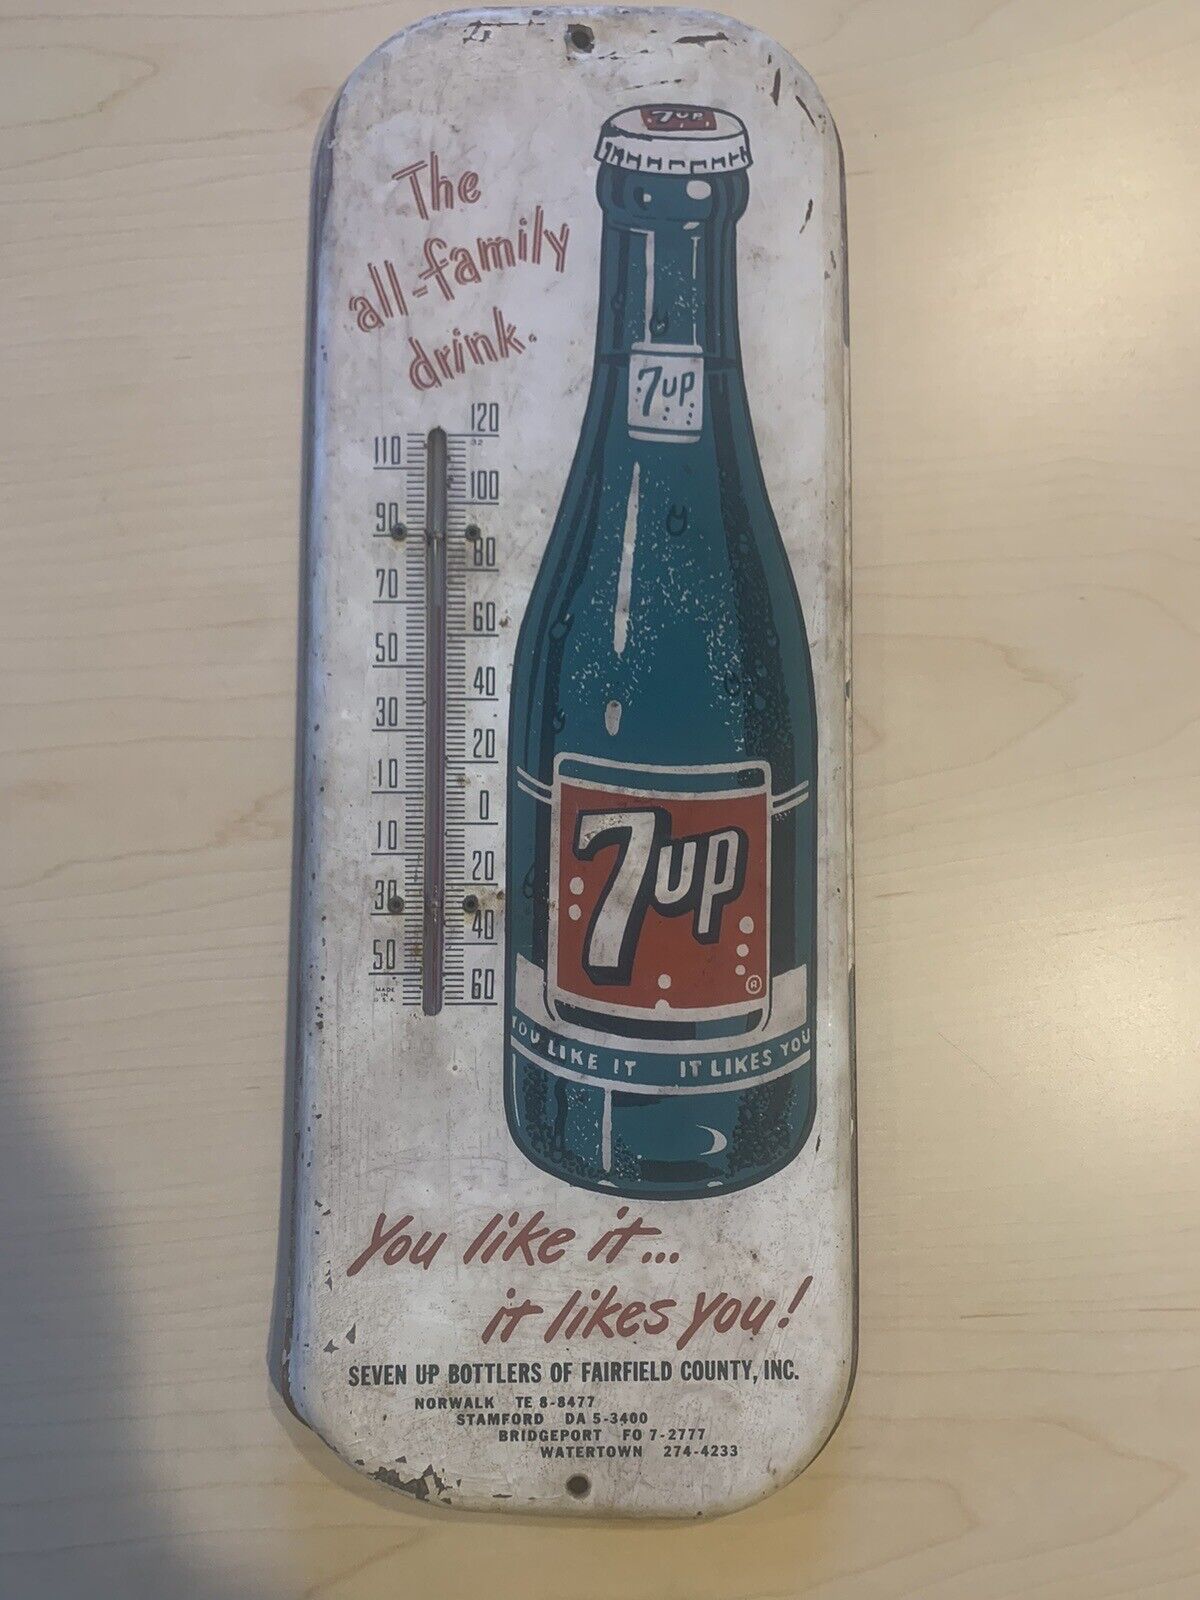 7up
The
all-family
drink.
7up
120
32
110
100
90
80
70
60
50
40
30
20
10
0
10
20
30
40
50
60
MADE
IN
U.S.A.
7up
®
YOU LIKE IT IT LIKES YOU
You like it...
it likes you!
SEVEN UP BOTTLERS OF FAIRFIELD COUNTY, INC.
NORWALK TE 8-8477
STAMFORD DA 5-3400
BRIDGEPORT FO 7-2777
WATERTOWN 274-4233